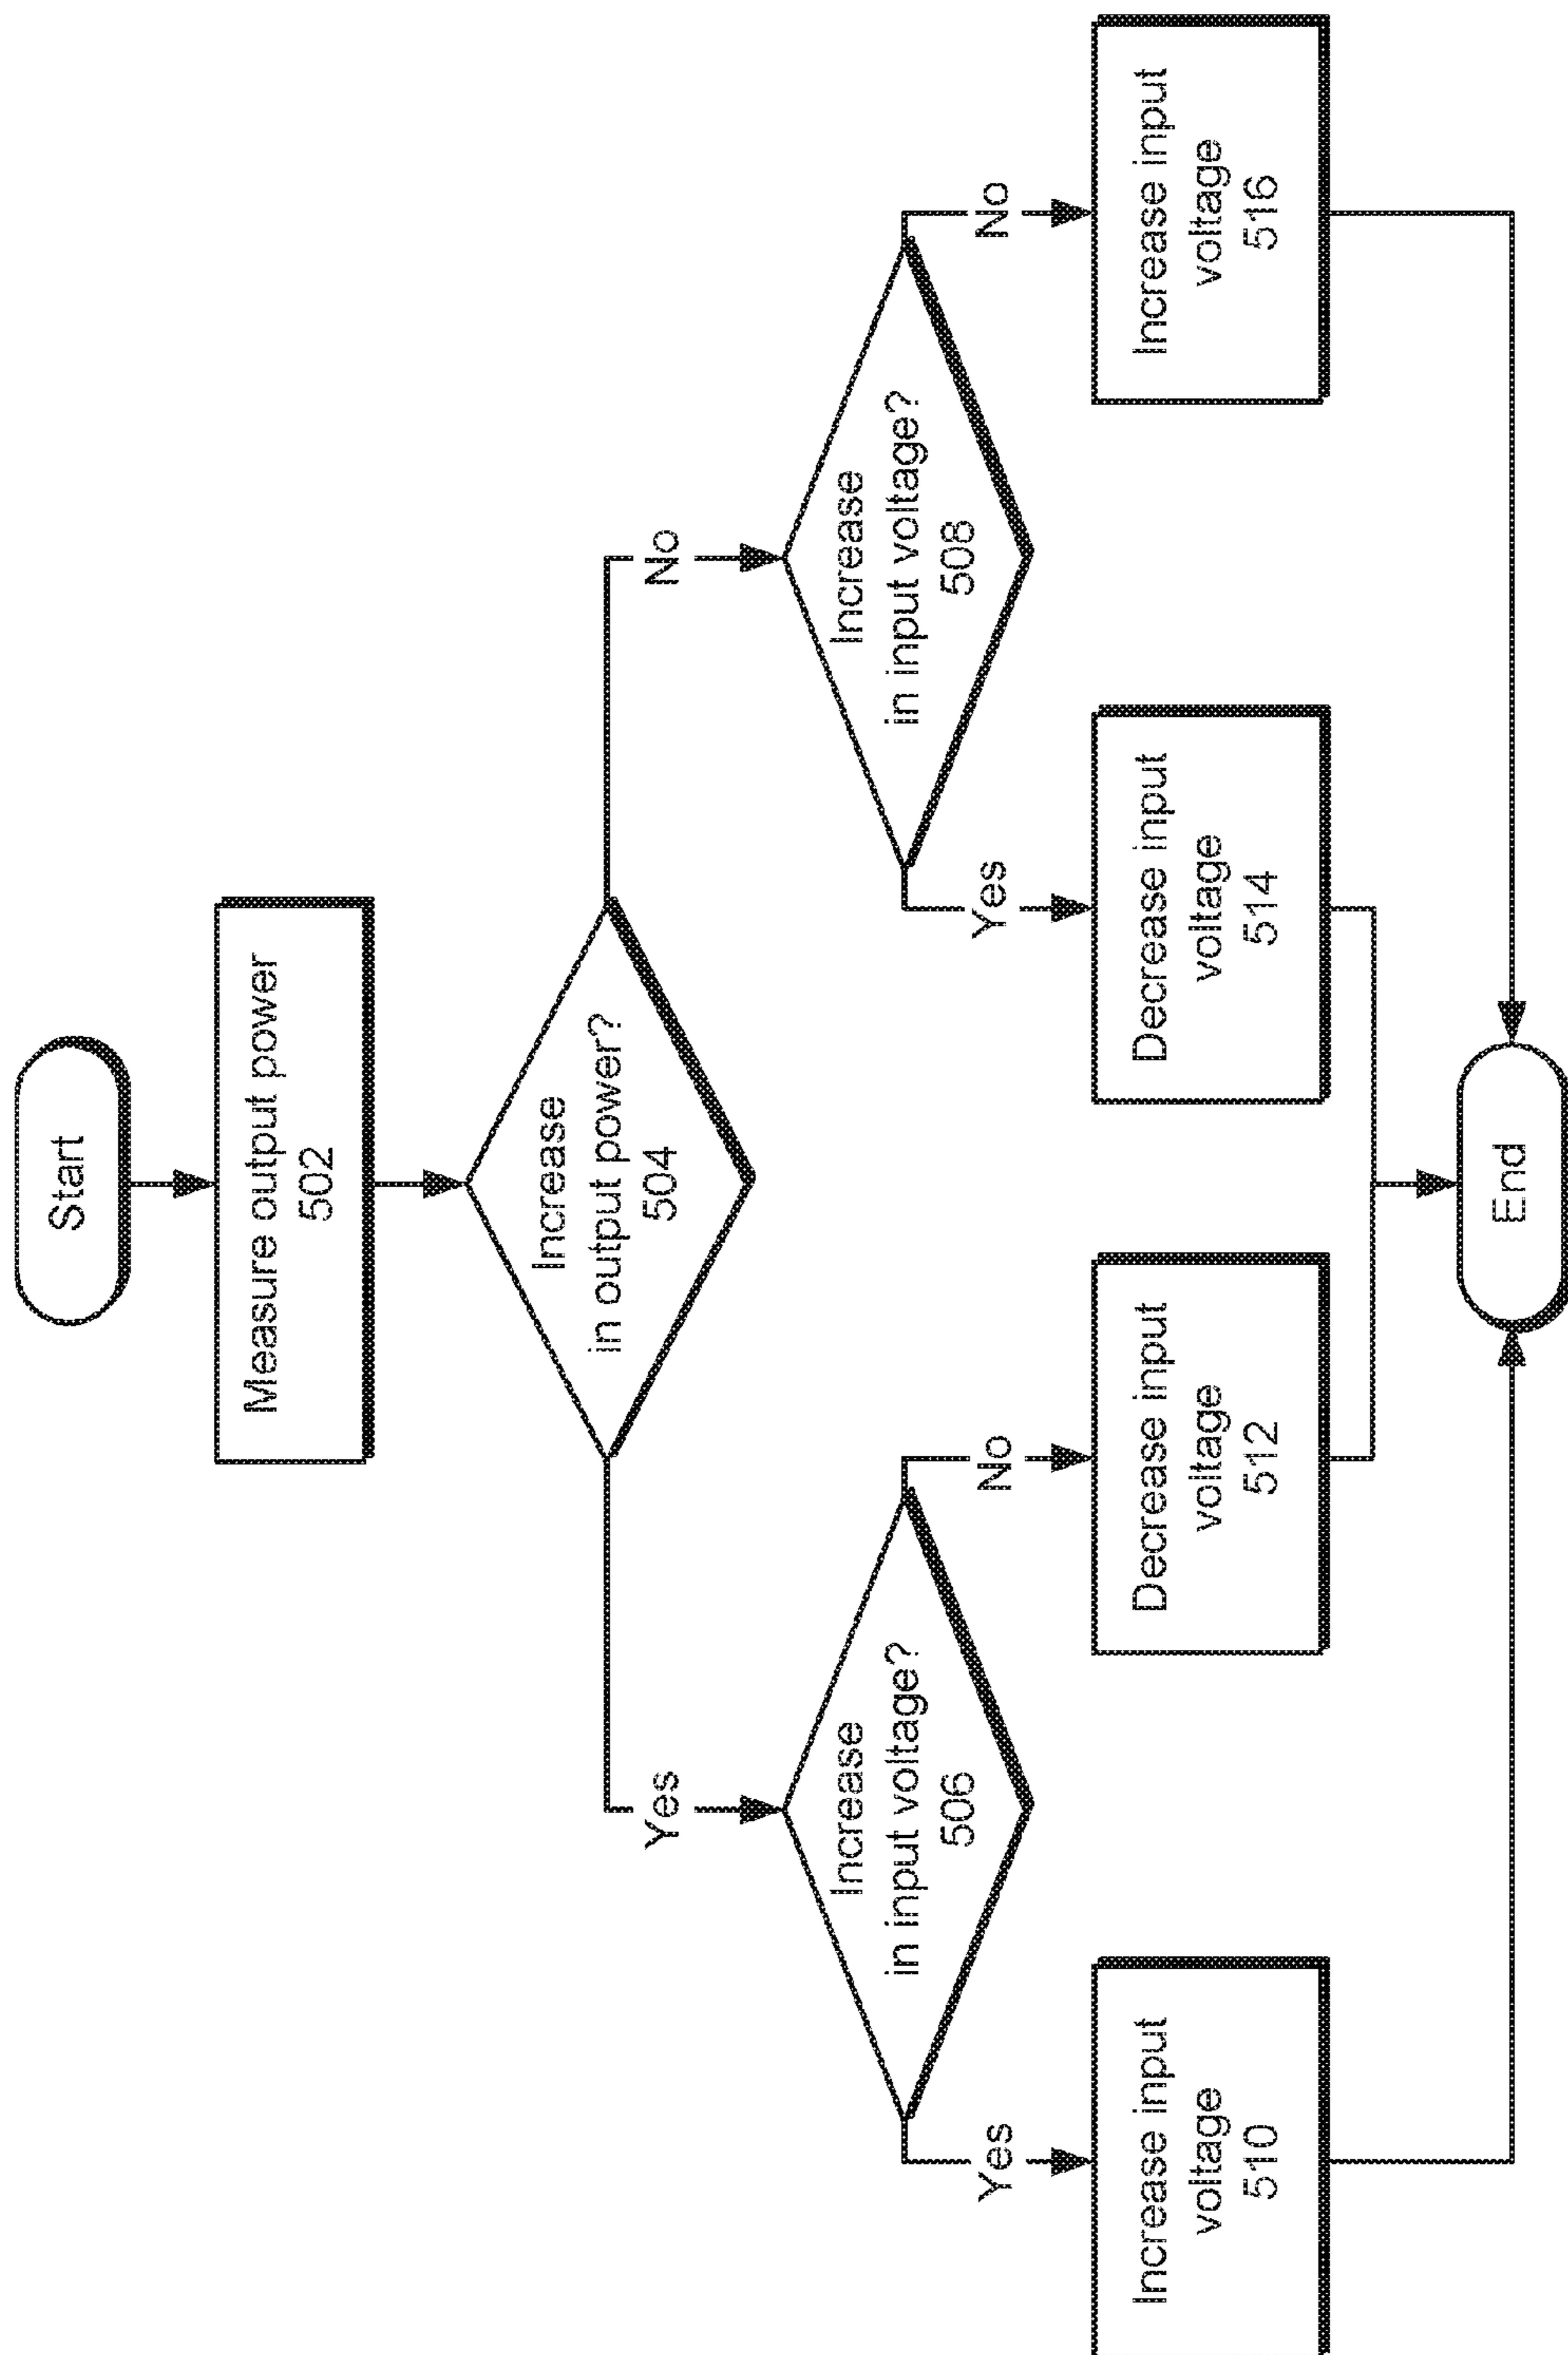 Start
Measure output power
502
Increase
in output power?
504
Yes
No
Increase
in input voltage?
506
Increase
in input voltage?
508
Yes
No
Yes
No
Increase input
voltage
510
Decrease input
voltage
512
Decrease input
voltage
514
Increase input
voltage
516
End